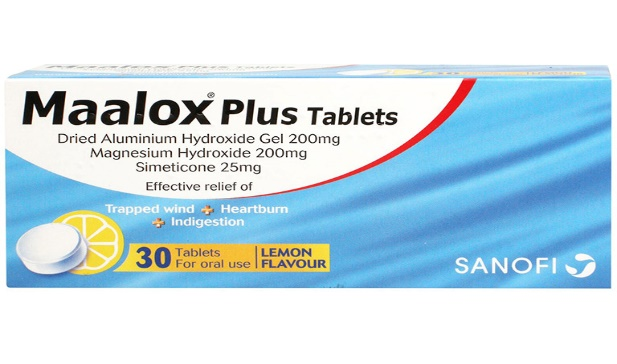 Maalox® Plus Tablets
Dried Aluminium Hydroxide Gel 200mg
Magnesium Hydroxide 200mg
Simeticone 25mg
Effective relief of
Trapped wind + Heartburn
+ Indigestion
30 Tablets
For oral use
LEMON
FLAVOUR
SANOFI